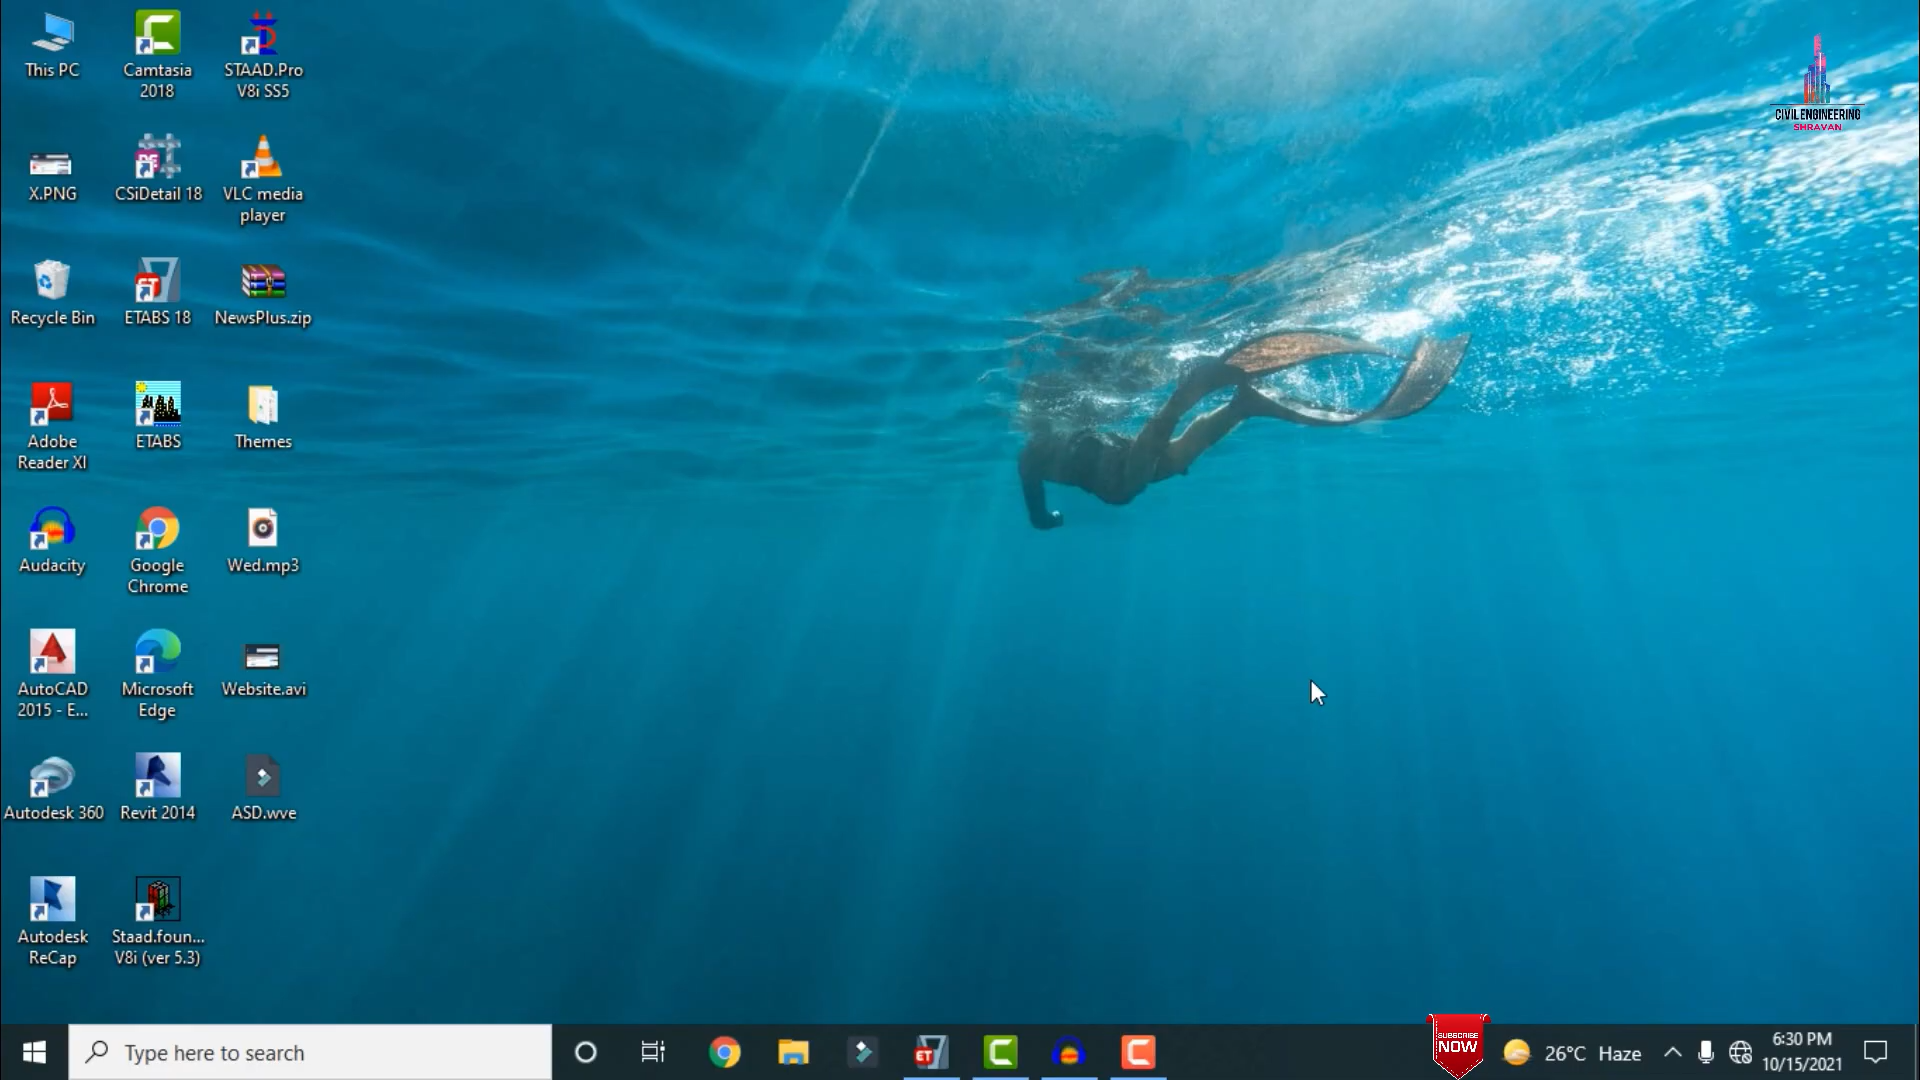 This PC
Camtasia
2018
STAAD.Pro
V8i SS5
CIVIL ENGINEERING
SHRAVAN
X.PNG
CSiDetail 18
VLC media
player
Recycle Bin
ETABS 18
NewsPlus.zip
Adobe
Reader XI
ETABS
Themes
Audacity
Google
Chrome
Wed.mp3
AutoCAD
2015 - E...
Microsoft
Edge
Website.avi
Autodesk 360
Revit 2014
ASD.wve
Autodesk
ReCap
Staad.foun...
V8i (ver 5.3)
Type here to search
ET
SUBSCRIBE
NOW
26°C Haze
6:30 PM
10/15/2021